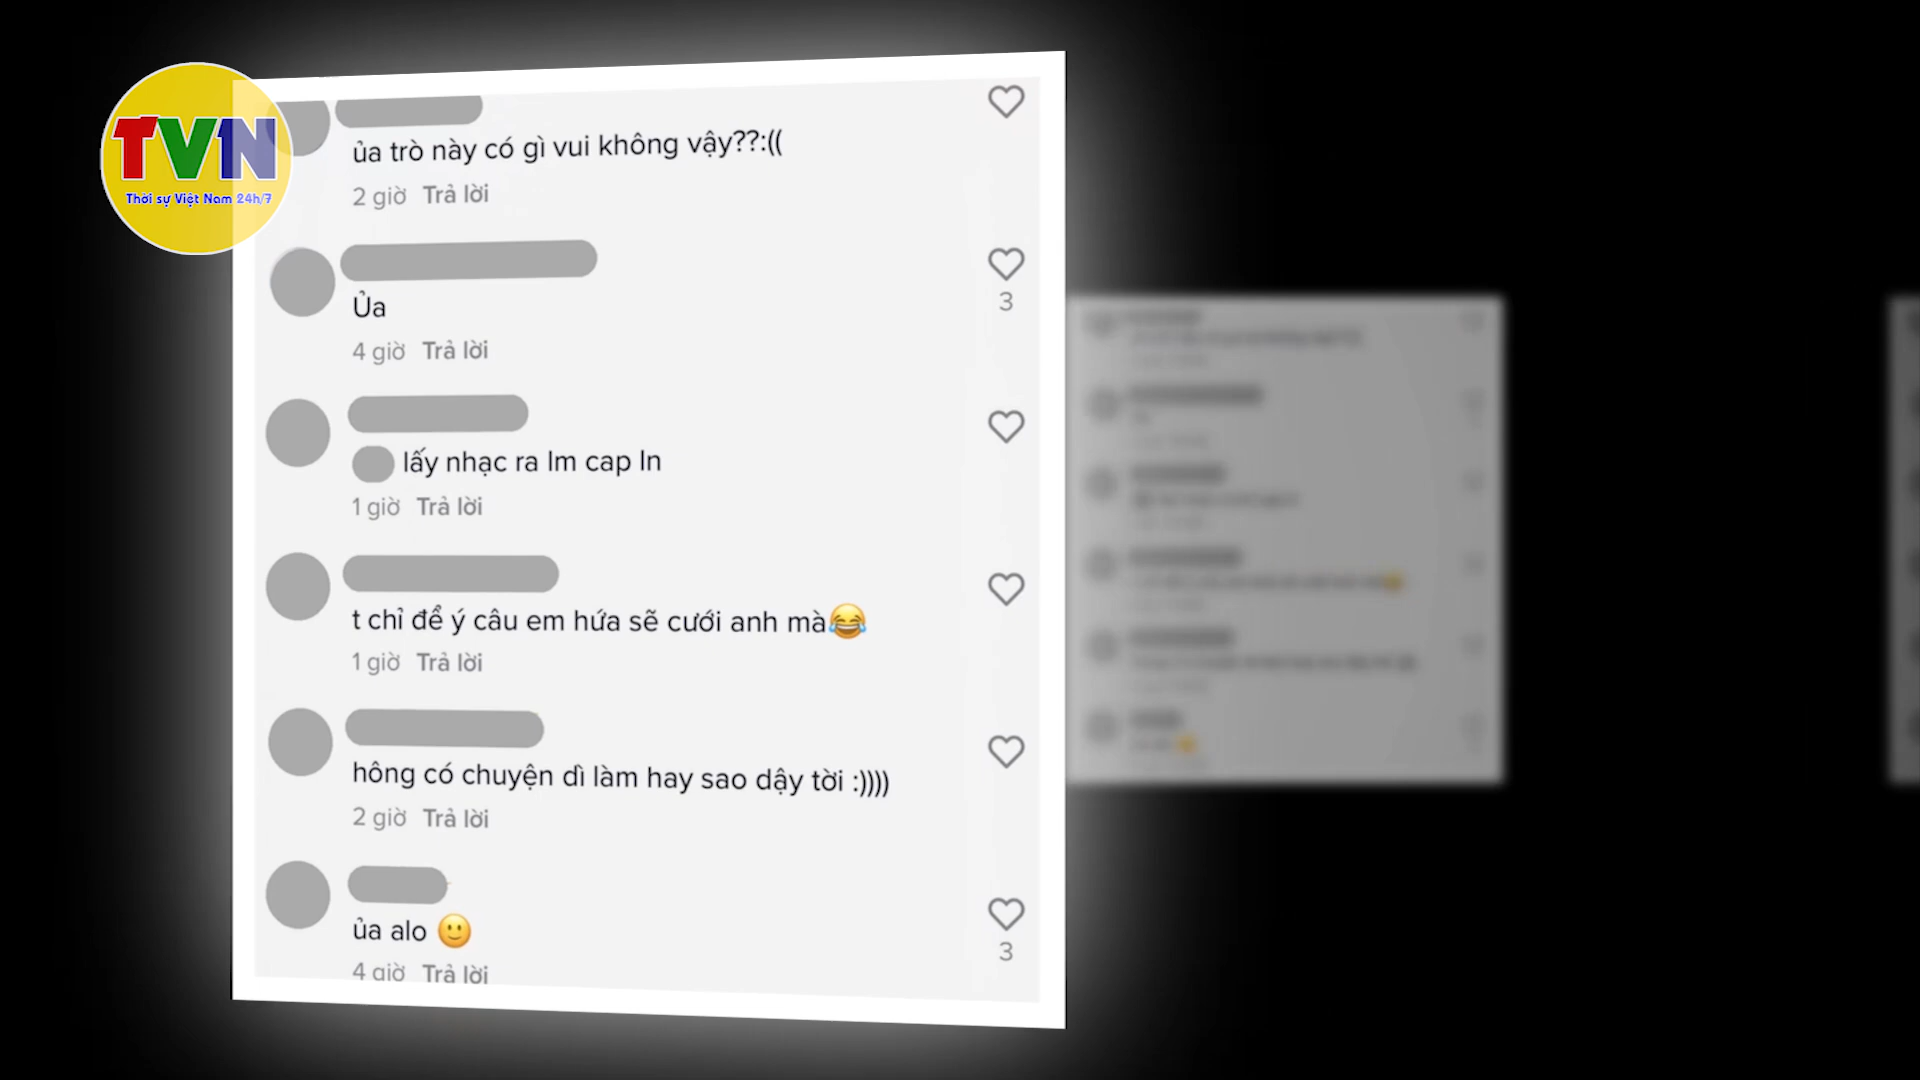 TVN
Thời sự Việt Nam 24h/7
ủa trò này có gì vui không vậy??:((
2 giờ Trả lời
Ủa
3
4 giờ Trả lời
lấy nhạc ra lm cap ln
1 giờ Trả lời
t chỉ để ý câu em hứa sẽ cưới anh mà😂
1 giờ Trả lời
hông có chuyện dì làm hay sao dậy tời :))))
2 giờ Trả lời
ủa alo 🙂
3
4 giờ Trả lời